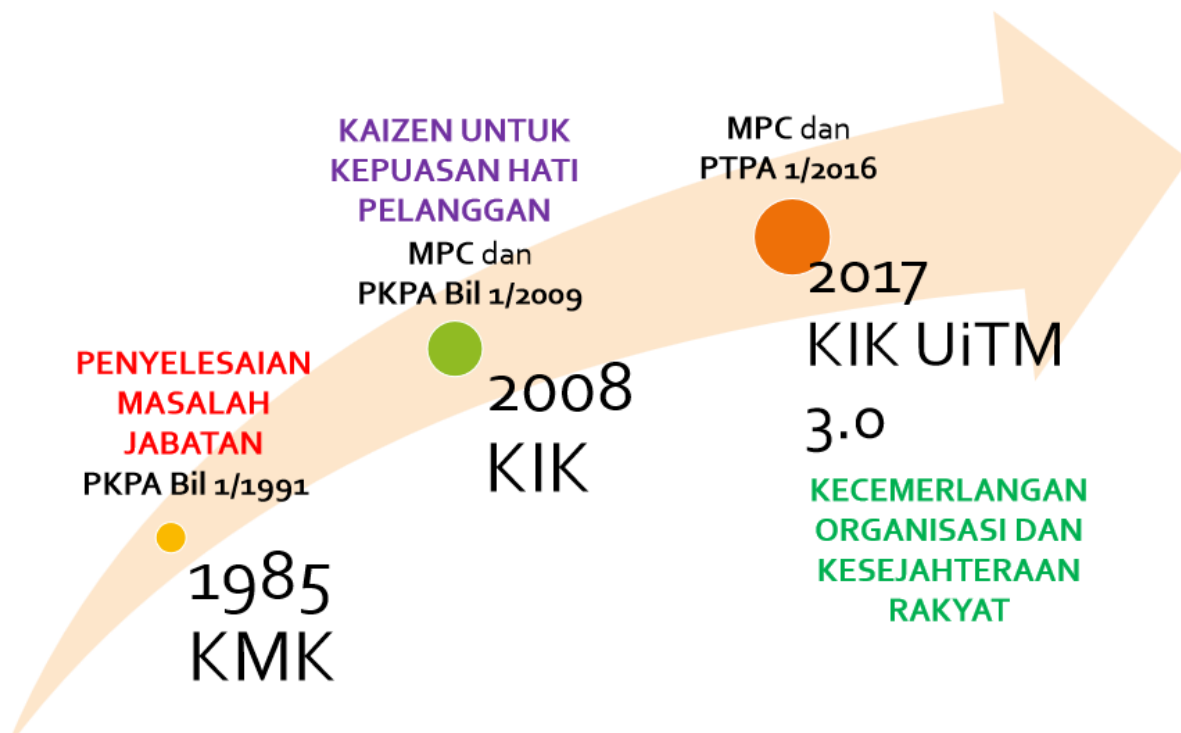 PENYELESAIAN
MASALAH
JABATAN
PKPA Bil 1/1991
1985
KMK
KAIZEN UNTUK
KEPUASAN HATI
PELANGGAN
MPC dan
PKPA Bil 1/2009
2008
KIK
MPC dan
PTPA 1/2016
2017
KIK UiTM
3.0
KECEMERLANGAN
ORGANISASI DAN
KESEJAHTERAAN
RAKYAT